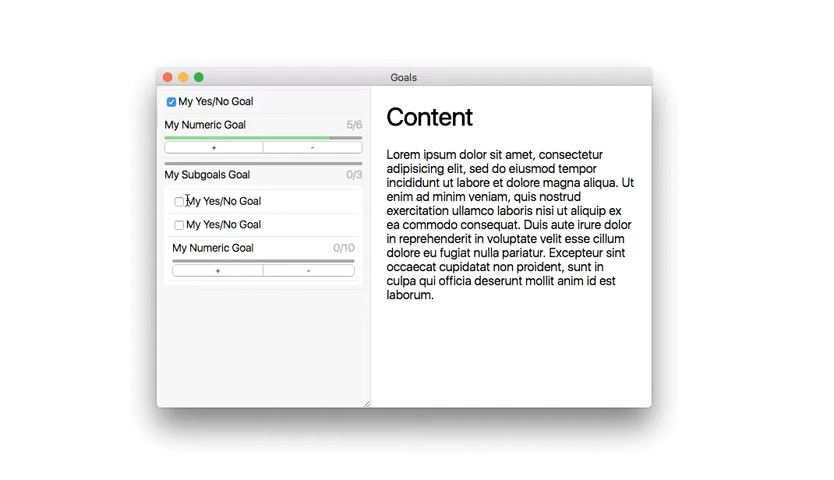 Goals
My Yes/No Goal
My Numeric Goal 5/6
+ -
My Subgoals Goal 0/3
My Yes/No Goal
My Yes/No Goal
My Numeric Goal 0/10
+ -
Content
Lorem ipsum dolor sit amet, consectetur
adipisicing elit, sed do eiusmod tempor
incididunt ut labore et dolore magna aliqua. Ut
enim ad minim veniam, quis nostrud
exercitation ullamco laboris nisi ut aliquip ex
ea commodo consequat. Duis aute irure dolor
in reprehenderit in voluptate velit esse cillum
dolore eu fugiat nulla pariatur. Excepteur sint
occaecat cupidatat non proident, sunt in
culpa qui officia deserunt mollit anim id est
laborum.